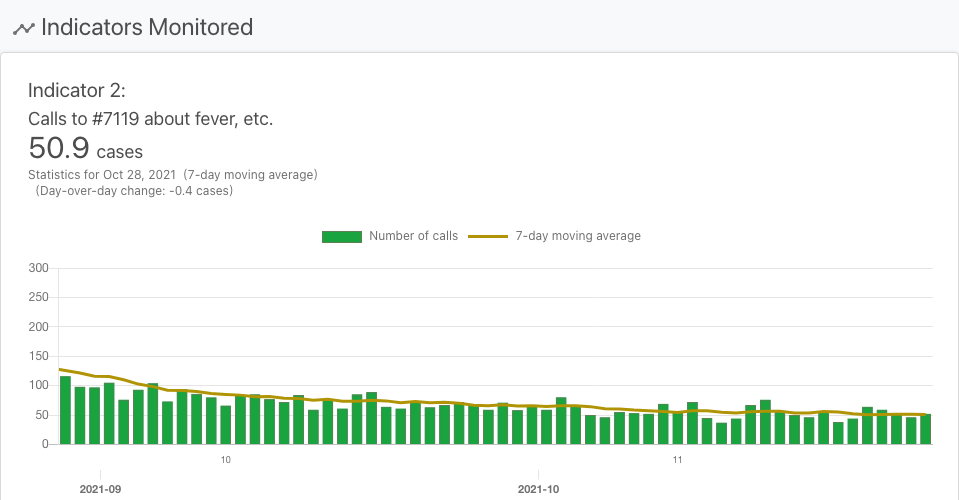 Indicators Monitored
Indicator 2:
Calls to #7119 about fever, etc.
50.9 cases
Statistics for Oct 28, 2021 (7-day moving average)
(Day-over-day change: -0.4 cases)
Number of calls 7-day moving average
300
250
200
150
100
50
0
10 11
2021-09 2021-10